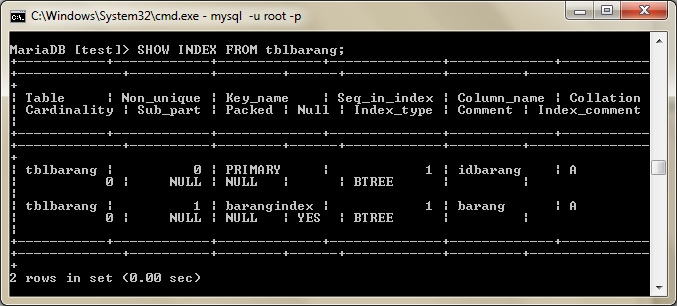 C:\Windows\System32\cmd.exe - mysql  -u root -p
MariaDB [test]> SHOW INDEX FROM tblbarang;
+-----------+------------+-------------+--------------+-------------+-----------
+-------------+----------+--------+------+------------+---------+---------------
+
| Table     | Non_unique | Key_name    | Seq_in_index | Column_name | Collation
| Cardinality | Sub_part | Packed | Null | Index_type | Comment | Index_comment
|
+-----------+------------+-------------+--------------+-------------+-----------
+-------------+----------+--------+------+------------+---------+---------------
+
| tblbarang |          0 | PRIMARY     |            1 | idbarang    | A
|           0 |     NULL | NULL   |      | BTREE      |         |
|
| tblbarang |          1 | barangindex |            1 | barang      | A
|           0 |     NULL | NULL   | YES  | BTREE      |         |
|
+-----------+------------+-------------+--------------+-------------+-----------
+-------------+----------+--------+------+------------+---------+---------------
+
2 rows in set (0.00 sec)